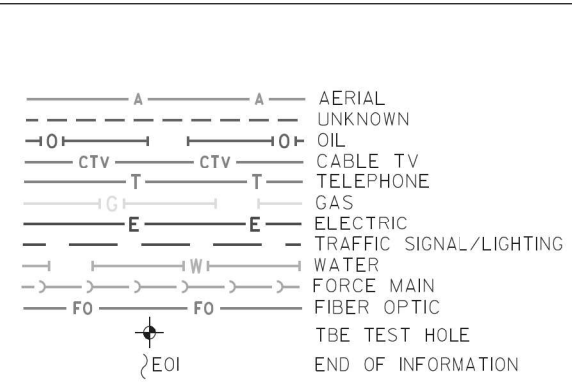 A A AERIAL
UNKNOWN
O O OIL
CTV CTV CABLE TV
T T TELEPHONE
G GAS
E E ELECTRIC
TRAFFIC SIGNAL/LIGHTING
W WATER
FORCE MAIN
FO FO FIBER OPTIC
TBE TEST HOLE
EOI END OF INFORMATION